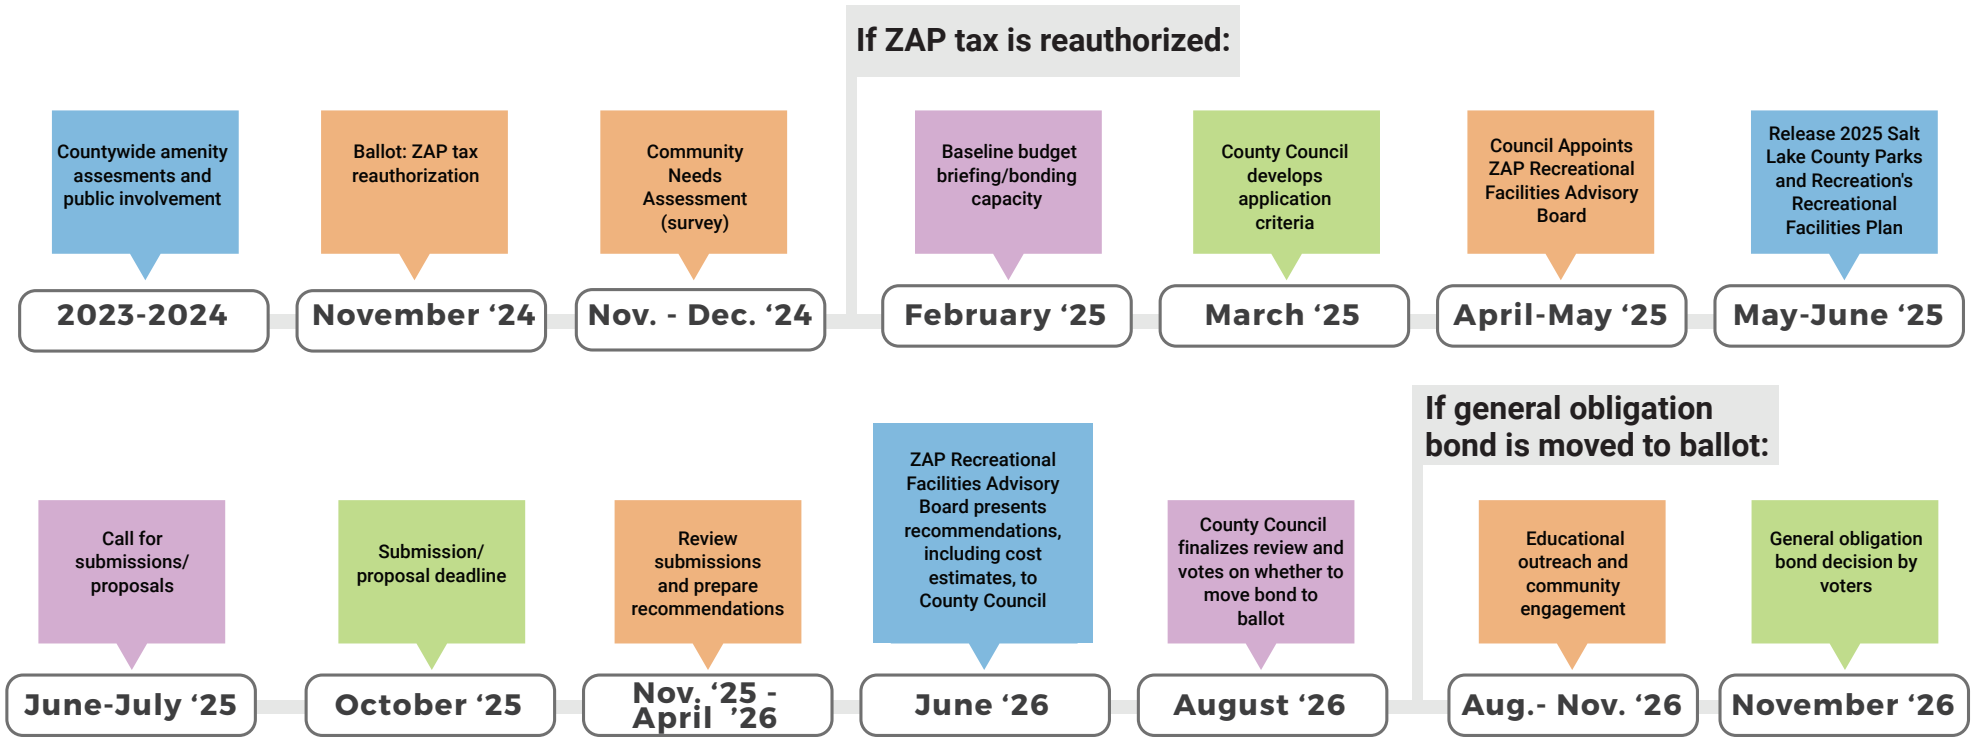 If ZAP tax is reauthorized:
Countywide amenity
assesments and
public involvement
2023-2024
Ballot: ZAP tax
reauthorization
November ‘24
Community
Needs
Assessment
(survey)
Nov. - Dec. ‘24
Baseline budget
briefing/bonding
capacity
February ‘25
County Council
develops
application
criteria
March ‘25
Council Appoints
ZAP Recreational
Facilities Advisory
Board
April-May ‘25
Release 2025 Salt
Lake County Parks
and Recreation's
Recreational
Facilities Plan
May-June ‘25
Call for
submissions/
proposals
June-July ‘25
Submission/
proposal deadline
October ‘25
Review
submissions
and prepare
recommendations
Nov. ‘25 -
April ’26
ZAP Recreational
Facilities Advisory
Board presents
recommendations,
including cost
estimates, to
County Council
June ‘26
County Council
finalizes review and
votes on whether to
move bond to
ballot
August ‘26
If general obligation
bond is moved to ballot:
Educational
outreach and
community
engagement
Aug.- Nov. ‘26
General obligation
bond decision by
voters
November ‘26